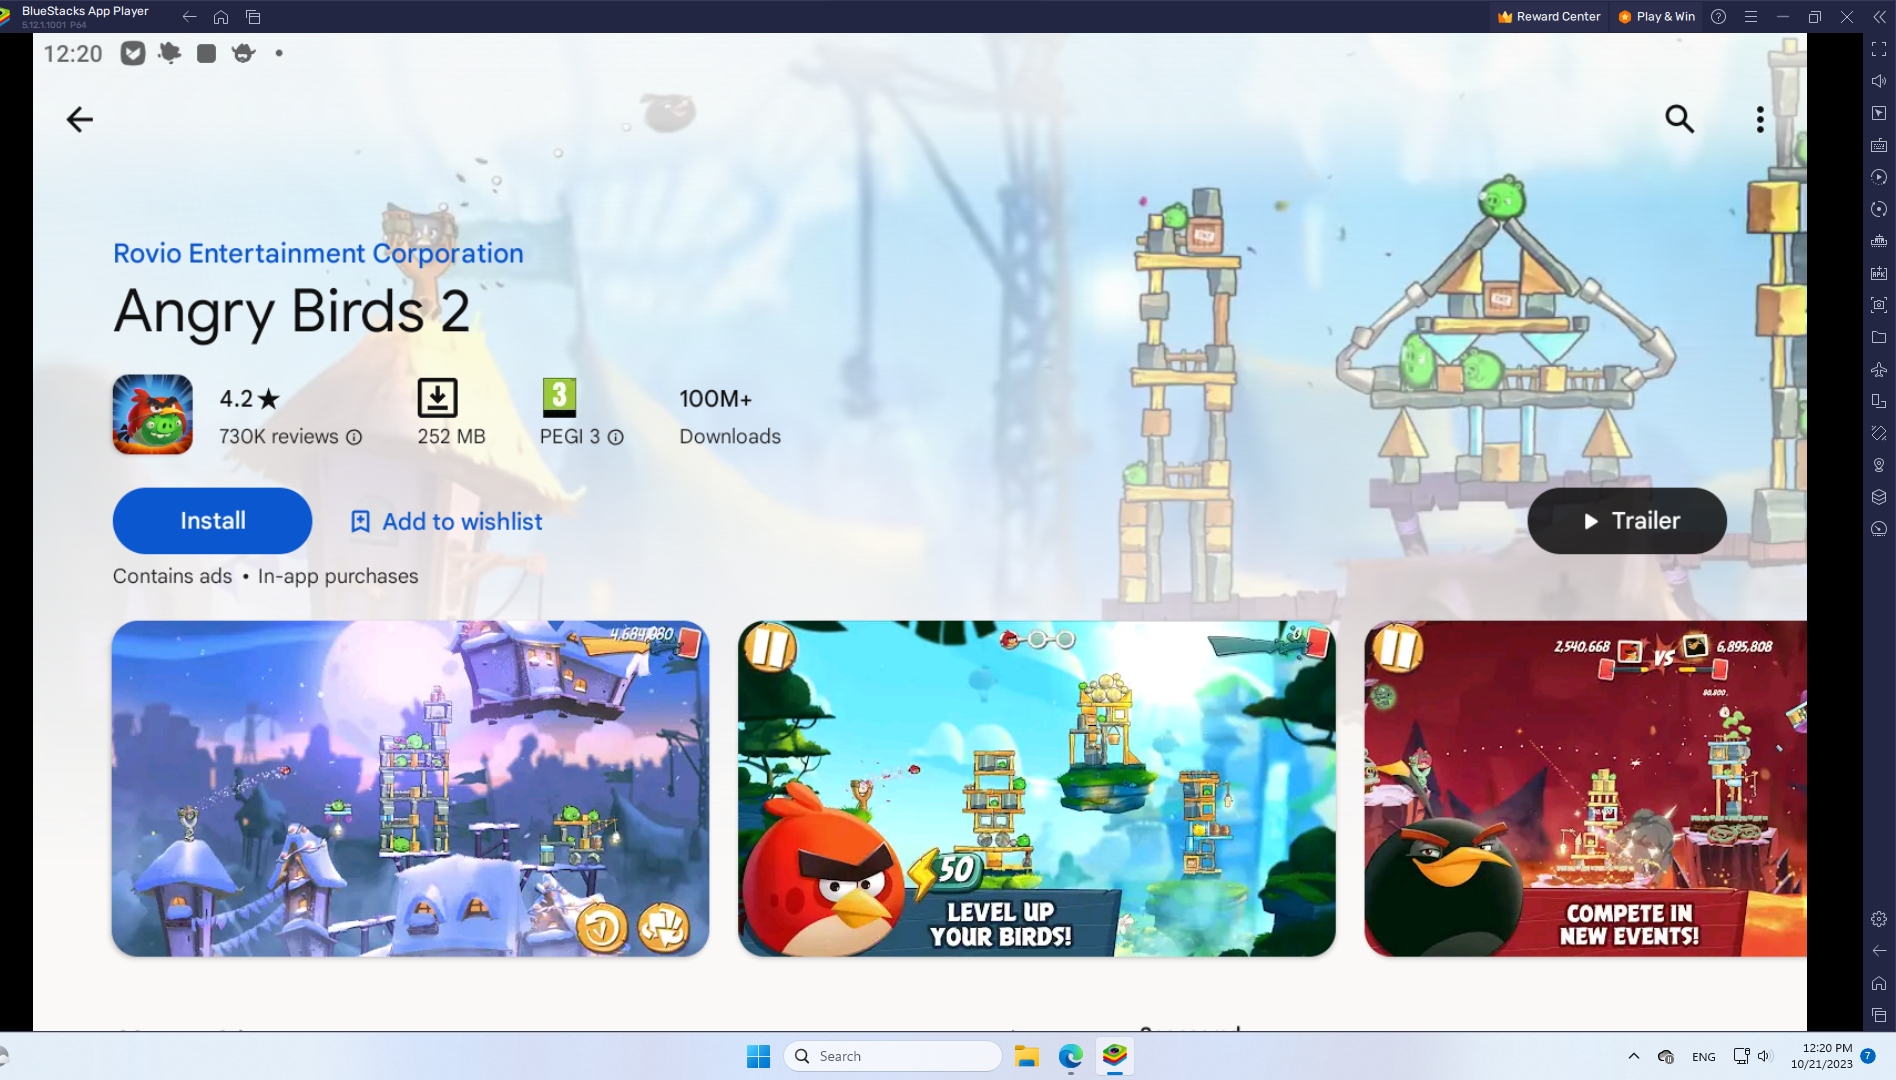 BlueStacks App Player
5.12.1.1001 P64
Reward Center
Play & Win
12:20
Rovio Entertainment Corporation
Angry Birds 2
4.2★
3
100M+
730K reviews
252 MB
PEGI 3
Downloads
Install
Add to wishlist
Trailer
Contains ads • In-app purchases
4,684,080
0
2,540,668
VS
6,895,808
50
LEVEL UP
YOUR BIRDS!
COMPETE IN
NEW EVENTS!
Search
ENG
12:20 PM
10/21/2023
7